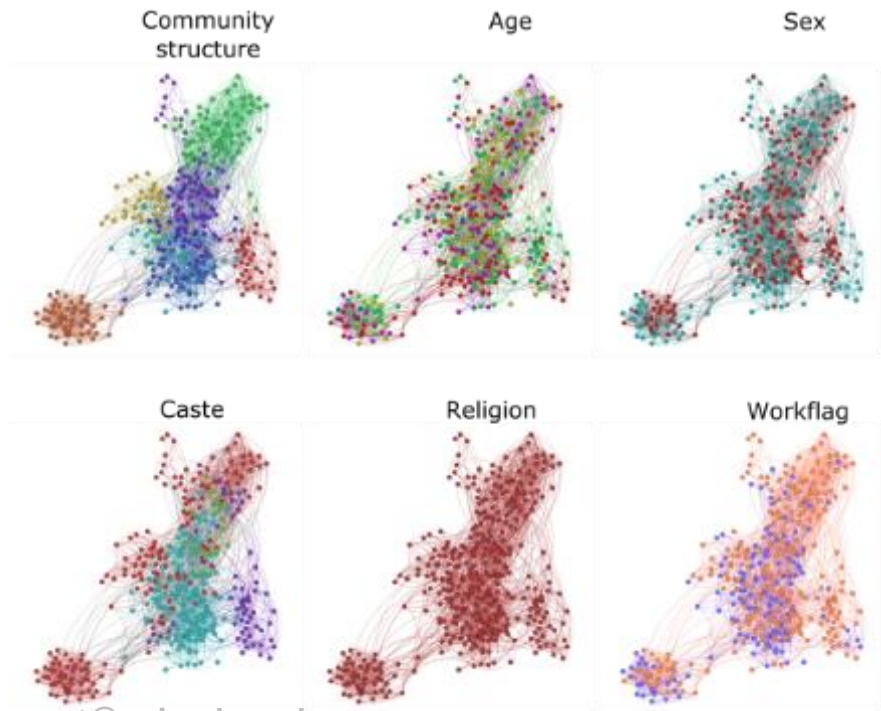 Community
structure
Age
Sex
Caste
Religion
Workflag